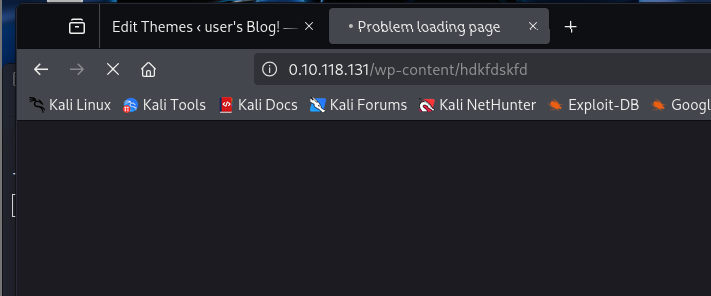 Edit Themes ‹ user's Blog! — Problem loading page
0.10.118.131/wp-content/hdkfdskfd
Kali Linux Kali Tools Kali Docs Kali Forums Kali NetHunter Exploit-DB Googl